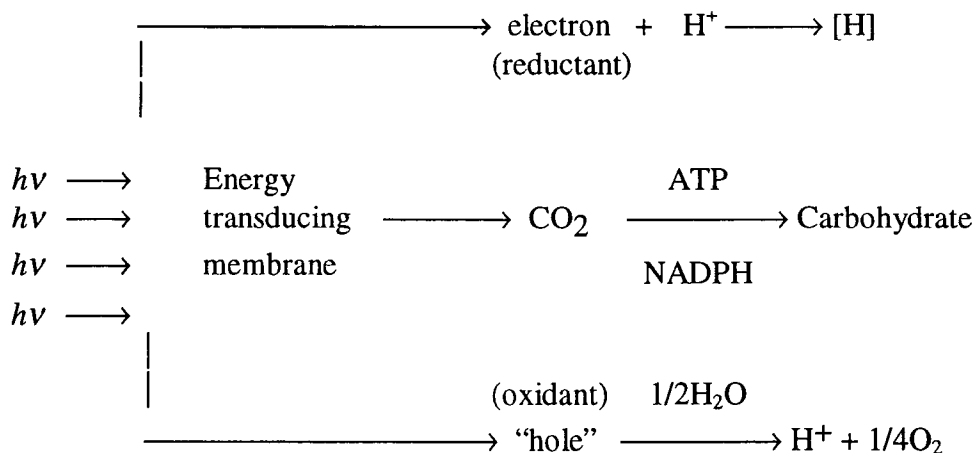 electron + H⁺ ⟶ [H]
(reductant)
hν ⟶ Energy ATP
hν ⟶ transducing ⟶ CO₂ ⟶ Carbohydrate
hν ⟶ membrane NADPH
hν ⟶
(oxidant) 1/2H₂O
“hole” ⟶ H⁺ + 1/4O₂